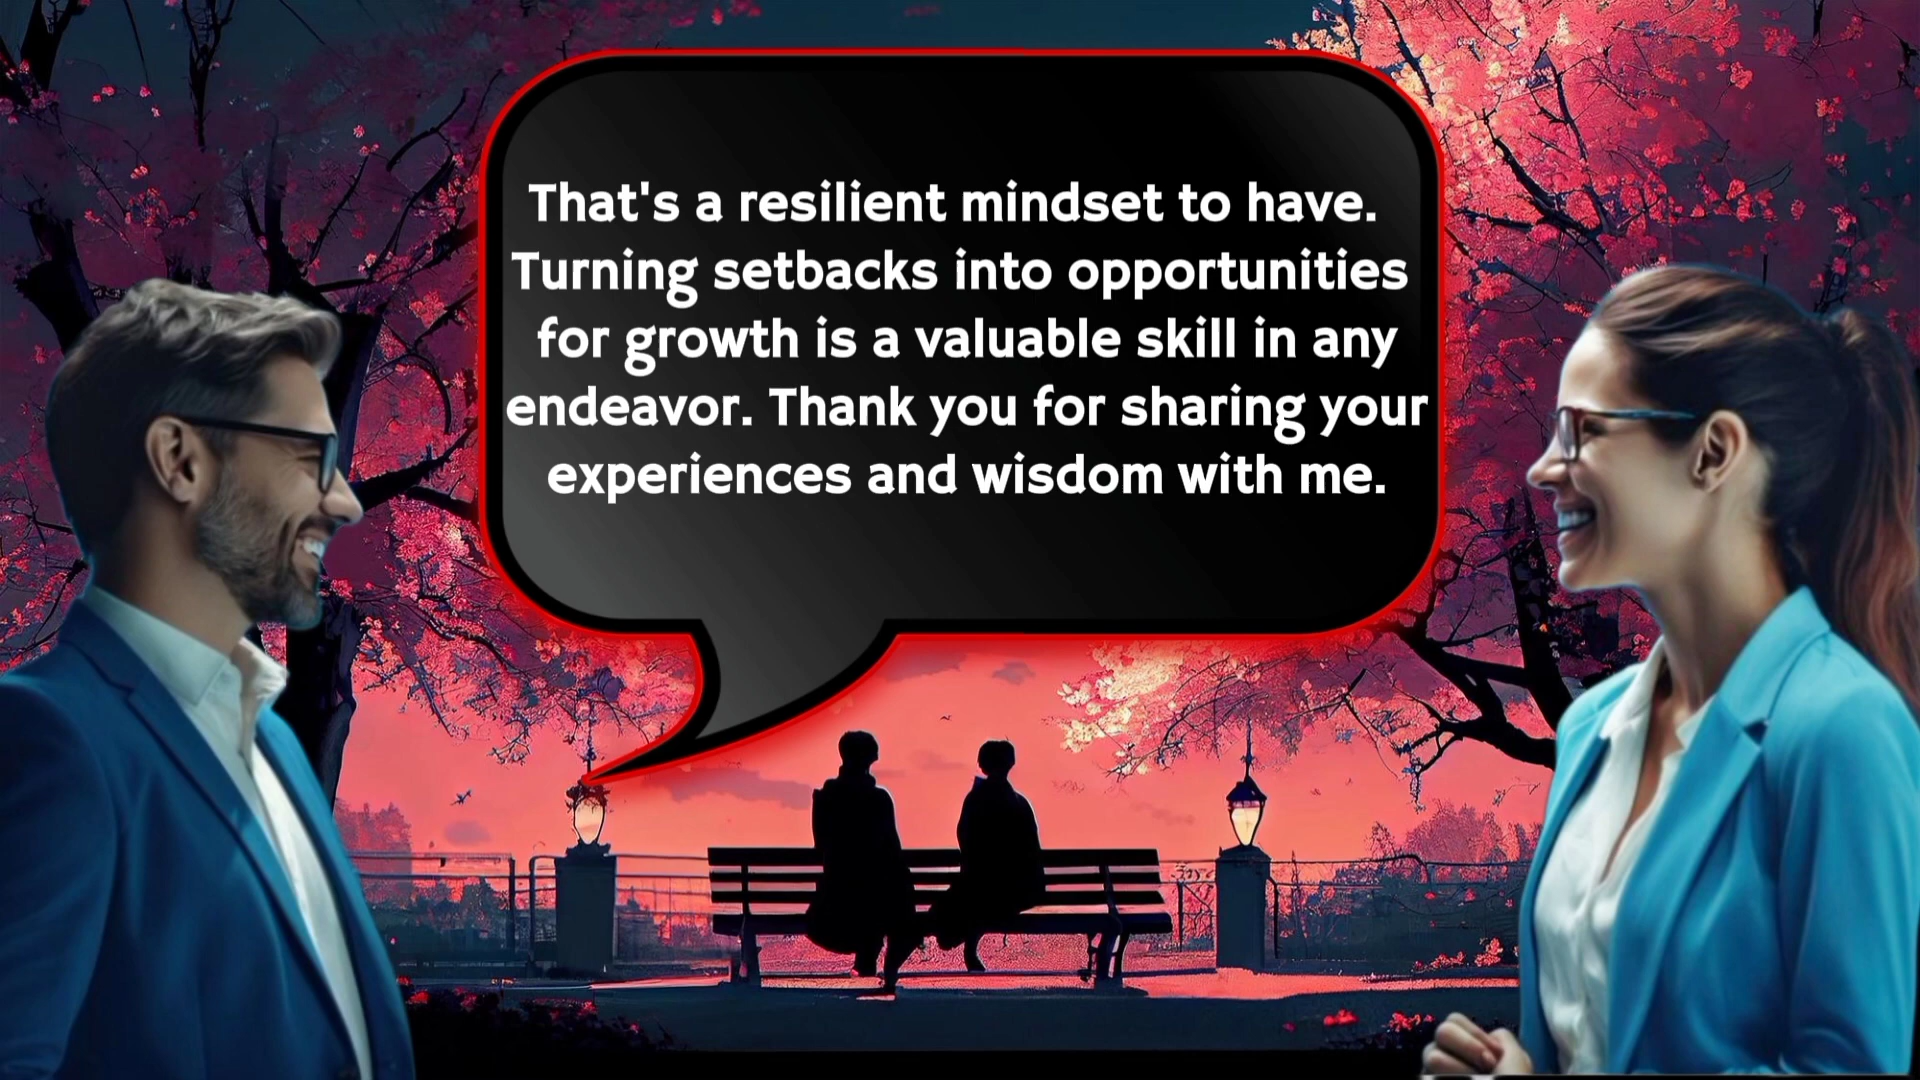 That's a resilient mindset to have.
Turning setbacks into opportunities
for growth is a valuable skill in any
endeavor. Thank you for sharing your
experiences and wisdom with me.